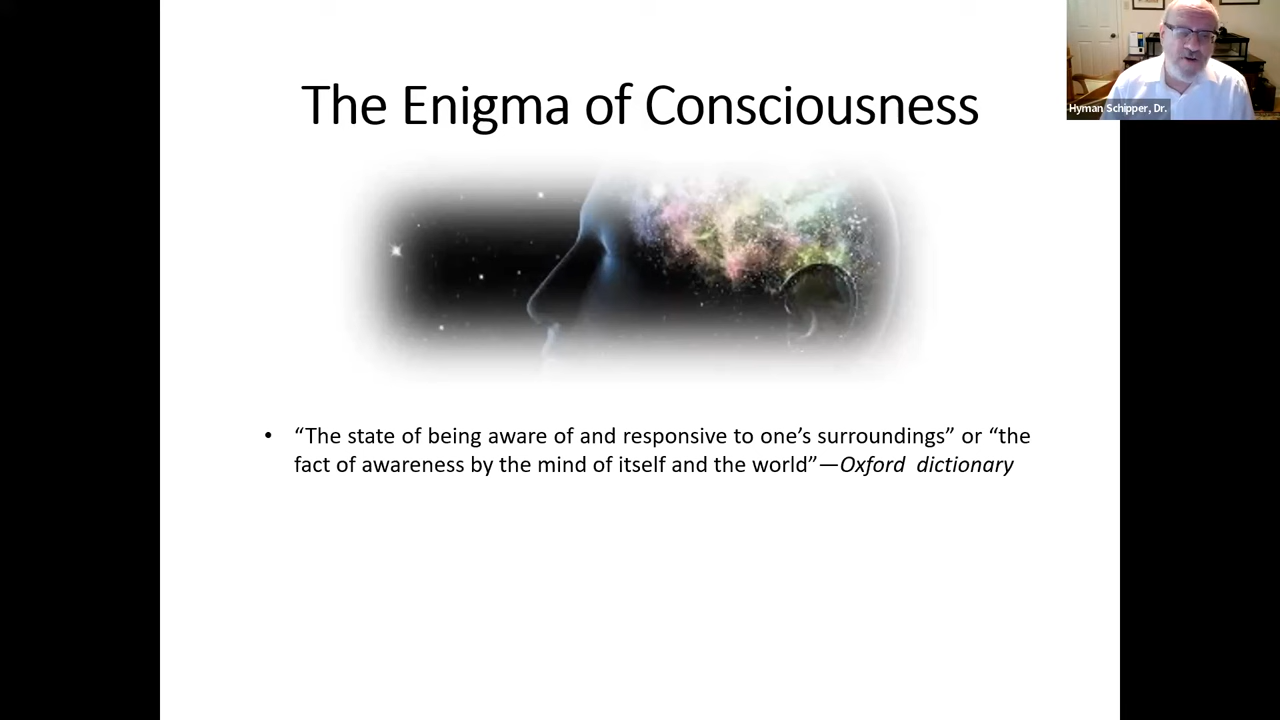 Hyman Schipper, Dr.
The Enigma of Consciousness
• “The state of being aware of and responsive to one’s surroundings” or “the
fact of awareness by the mind of itself and the world”—Oxford dictionary